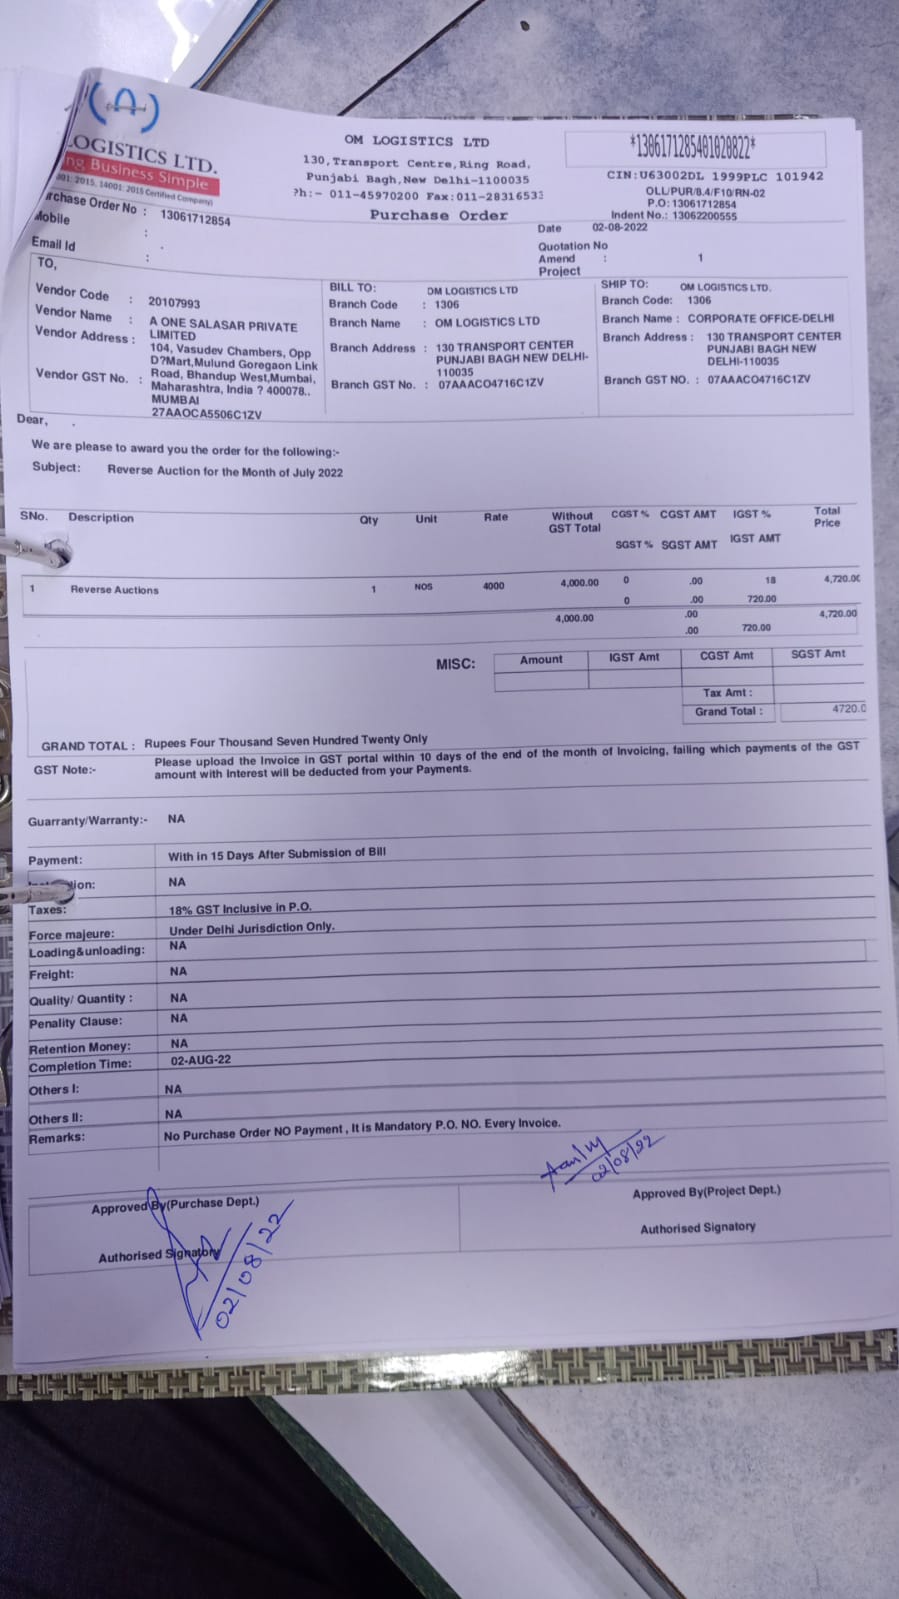 (A)
LOGISTICS LTD.
ng Business Simple
001: 2015, 14001: 2015 Certified Company)
OM LOGISTICS LTD
130,Transport Centre,Ring Road,
Punjabi Bagh,New Delhi-1100035
Ph:- 011-45970200 Fax:011-28316533
Purchase Order
*1306171285401020822*
CIN:U63002DL 1999PLC 101942
OLL/PUR/8.4/F10/RN-02
P.O:13061712854
Indent No.: 13062200555
rchase Order No : 13061712854
Mobile :
Email Id :
Date 02-08-2022
Quotation No
Amend : 1
Project
TO,
Vendor Code : 20107993
Vendor Name : A ONE SALASAR PRIVATE
LIMITED
Vendor Address : 104, Vasudev Chambers, Opp
D?Mart,Mulund Goregaon Link
Road, Bhandup West,Mumbai,
Maharashtra, India ? 400078..
MUMBAI
Vendor GST No. : 27AAOCA5506C1ZV
BILL TO: OM LOGISTICS LTD
Branch Code : 1306
Branch Name : OM LOGISTICS LTD
Branch Address : 130 TRANSPORT CENTER
PUNJABI BAGH NEW DELHI-
110035
Branch GST No. : 07AAACO4716C1ZV
SHIP TO: OM LOGISTICS LTD.
Branch Code: 1306
Branch Name : CORPORATE OFFICE-DELHI
Branch Address : 130 TRANSPORT CENTER
PUNJABI BAGH NEW
DELHI-110035
Branch GST NO. : 07AAACO4716C1ZV
Dear, .
We are please to award you the order for the following:-
Subject: Reverse Auction for the Month of July 2022
SNo. Description Qty Unit Rate Without GST Total CGST % CGST AMT IGST % Total Price
SGST % SGST AMT IGST AMT
1 Reverse Auctions 1 NOS 4000 4,000.00 0 .00 18 4,720.00
0 .00 720.00
4,000.00 .00 4,720.00
.00 720.00
MISC: Amount IGST Amt CGST Amt SGST Amt
Tax Amt :
Grand Total : 4720.0
GRAND TOTAL : Rupees Four Thousand Seven Hundred Twenty Only
GST Note:- Please upload the Invoice in GST portal within 10 days of the end of the month of Invoicing, failing which payments of the GST
amount with Interest will be deducted from your Payments.
Guarranty/Warranty:- NA
Payment: With in 15 Days After Submission of Bill
ion: NA
Taxes: 18% GST Inclusive in P.O.
Force majeure: Under Delhi Jurisdiction Only.
Loading&unloading: NA
Freight: NA
Quality/ Quantity : NA
Penality Clause: NA
Retention Money: NA
Completion Time: 02-AUG-22
Others I: NA
Others II: NA
Remarks: No Purchase Order NO Payment , It is Mandatory P.O. NO. Every Invoice.
02/08/22
Approved By(Purchase Dept.)
Approved By(Project Dept.)
Authorised Signatory
Authorised Signatory
02/08/22